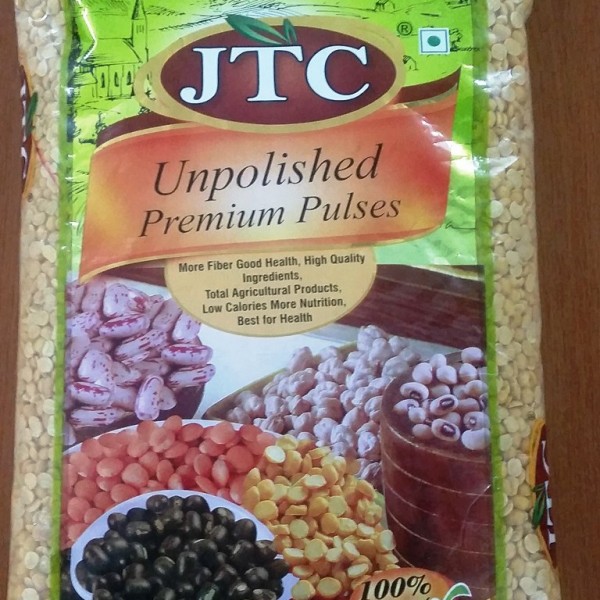 JTC
®
Unpolished
Premium Pulses
More Fiber Good Health, High Quality
Ingredients,
Total Agricultural Products,
Low Calories More Nutrition,
Best for Health
100%